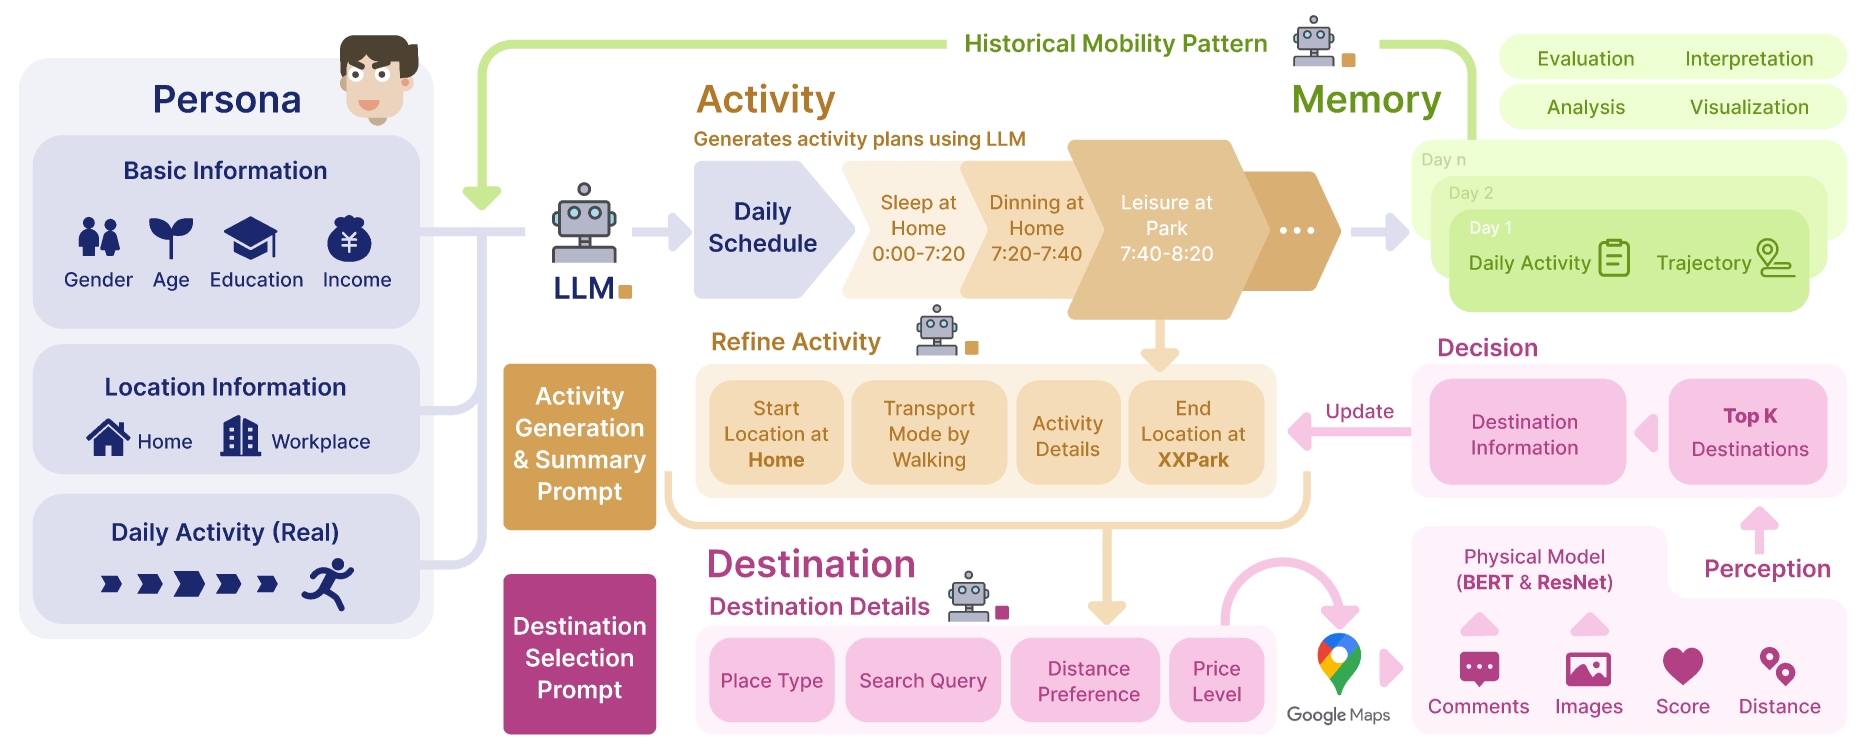 Persona
Basic Information
Gender
Age
Education
Income
Location Information
Home
Workplace
Daily Activity (Real)
Historical Mobility Pattern
LLM
Activity
Generates activity plans using LLM
Daily
Schedule
Sleep at
Home
0:00-7:20
Dinning at
Home
7:20-7:40
Leisure at
Park
7:40-8:20
...
Memory
Evaluation
Interpretation
Analysis
Visualization
Day n
Day 2
Day 1
Daily Activity
Trajectory
Activity
Generation
& Summary
Prompt
Refine Activity
Start
Location at
Home
Transport
Mode by
Walking
Activity
Details
End
Location at
XXPark
Update
Decision
Destination
Information
Top K
Destinations
Destination
Selection
Prompt
Destination
Destination Details
Place Type
Search Query
Distance
Preference
Price
Level
Google Maps
Physical Model
(BERT & ResNet)
Perception
Comments
Images
Score
Distance